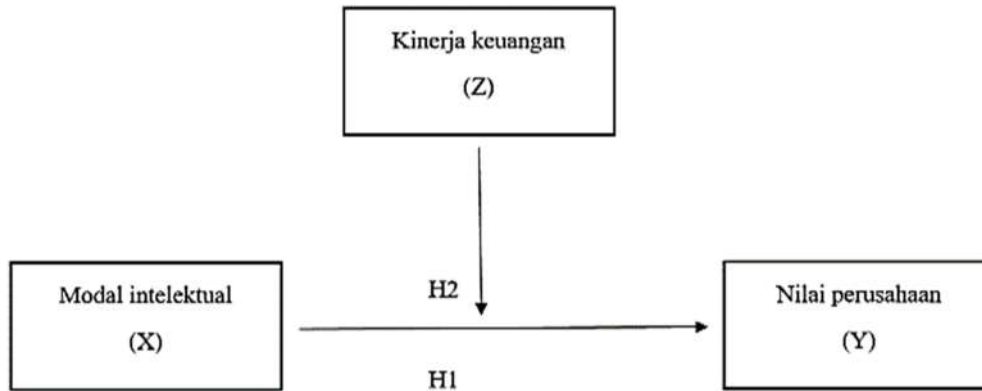 Kinerja keuangan
(Z)
Modal intelektual
(X)
H2
H1
Nilai perusahaan
(Y)